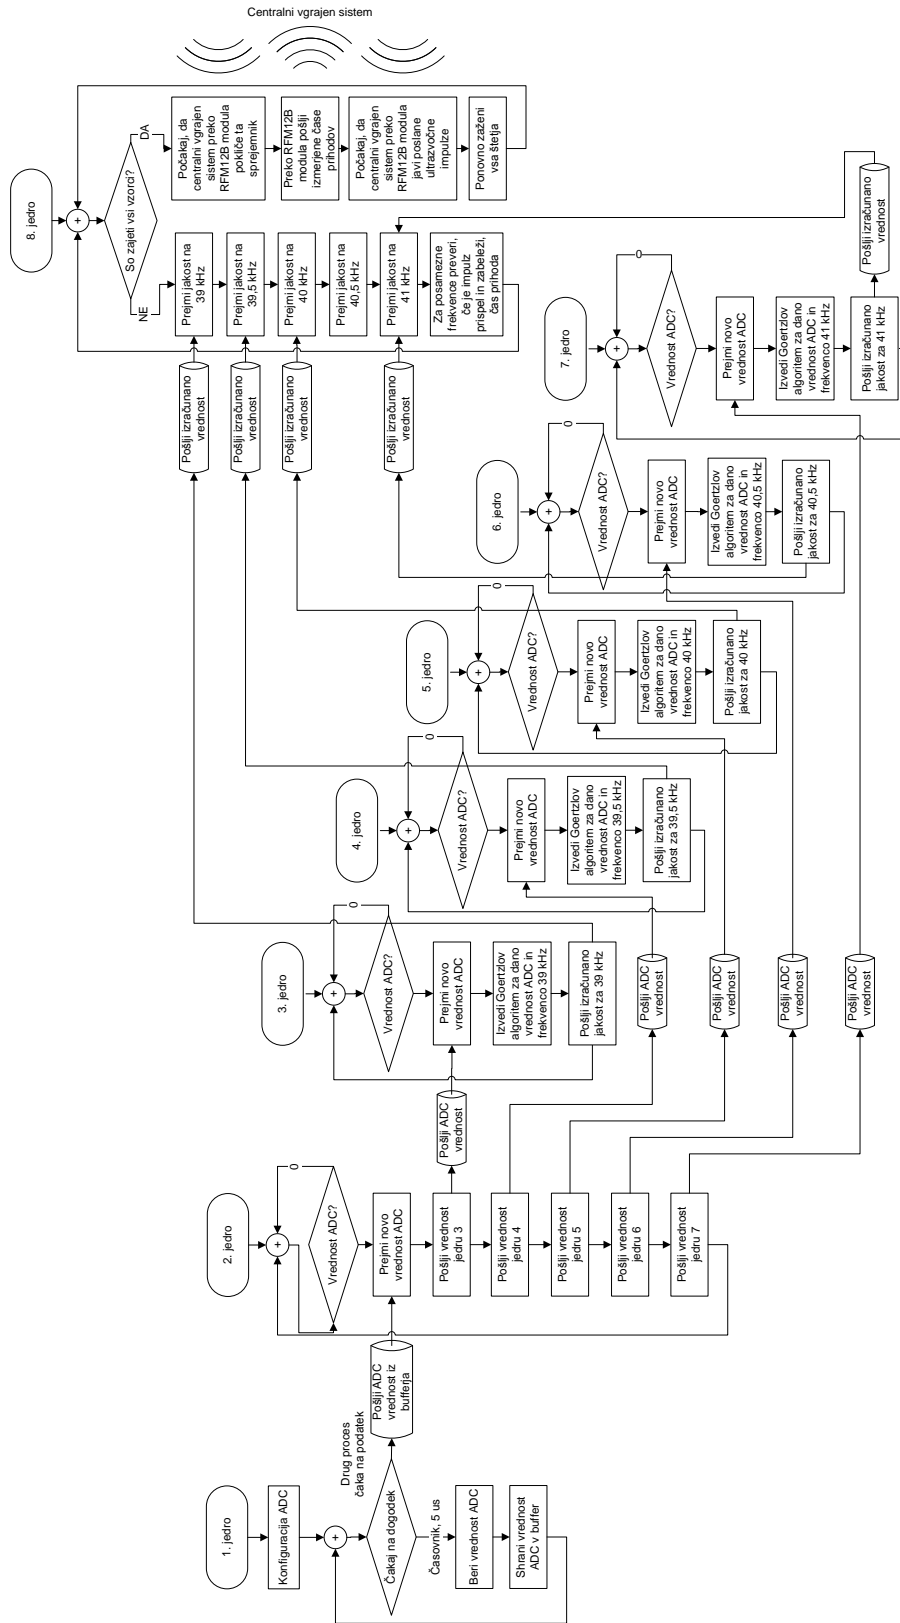 Centralni vgrajen sistem
1. jedro
Konfiguracija ADC
+
Čakaj na dogodek
Drug proces
čaka na podatek
Časovnik, 5 us
Beri vrednost ADC
Shrani vrednost
ADC v buffer
Pošlji ADC
vrednost iz
bufferja
2. jedro
+
Vrednost ADC?
0
Prejmi novo
vrednost ADC
Pošlji vrednost
jedru 3
Pošlji vrednost
jedru 4
Pošlji vrednost
jedru 5
Pošlji vrednost
jedru 6
Pošlji vrednost
jedru 7
Pošlji ADC
vrednost
Pošlji ADC
vrednost
Pošlji ADC
vrednost
Pošlji ADC
vrednost
Pošlji ADC
vrednost
3. jedro
+
Vrednost ADC?
0
Prejmi novo
vrednost ADC
Izvedi Goertzlov
algoritem za dano
vrednost ADC in
frekvenco 39 kHz
Pošlji izračunano
jakost za 39 kHz
4. jedro
+
Vrednost ADC?
0
Prejmi novo
vrednost ADC
Izvedi Goertzlov
algoritem za dano
vrednost ADC in
frekvenco 39,5 kHz
Pošlji izračunano
jakost za 39,5 kHz
5. jedro
+
Vrednost ADC?
0
Prejmi novo
vrednost ADC
Izvedi Goertzlov
algoritem za dano
vrednost ADC in
frekvenco 40 kHz
Pošlji izračunano
jakost za 40 kHz
6. jedro
+
Vrednost ADC?
0
Prejmi novo
vrednost ADC
Izvedi Goertzlov
algoritem za dano
vrednost ADC in
frekvenco 40,5 kHz
Pošlji izračunano
jakost za 40,5 kHz
7. jedro
+
Vrednost ADC?
0
Prejmi novo
vrednost ADC
Izvedi Goertzlov
algoritem za dano
vrednost ADC in
frekvenco 41 kHz
Pošlji izračunano
jakost za 41 kHz
Pošlji izračunano
vrednost
Pošlji izračunano
vrednost
Pošlji izračunano
vrednost
Pošlji izračunano
vrednost
Pošlji izračunano
vrednost
8. jedro
+
So zajeti vsi vzorci?
NE
DA
Prejmi jakost na
39 kHz
Prejmi jakost na
39,5 kHz
Prejmi jakost na
40 kHz
Prejmi jakost na
40,5 kHz
Prejmi jakost na
41 kHz
Za posamezne
frekvence preveri,
če je impulz
prispel in zabeleži,
čas prihoda
Počakaj, da
centralni vgrajen
sistem preko
RFM12B modula
pokliče ta
sprejemnik
Preko RFM12B
modula pošlji
izmerjene čase
prihodov
Počakaj, da
centralni vgrajen
sistem preko
RFM12B modula
javi poslane
ultrazvočne
impulze
Ponovno zaženi
vsa štetja